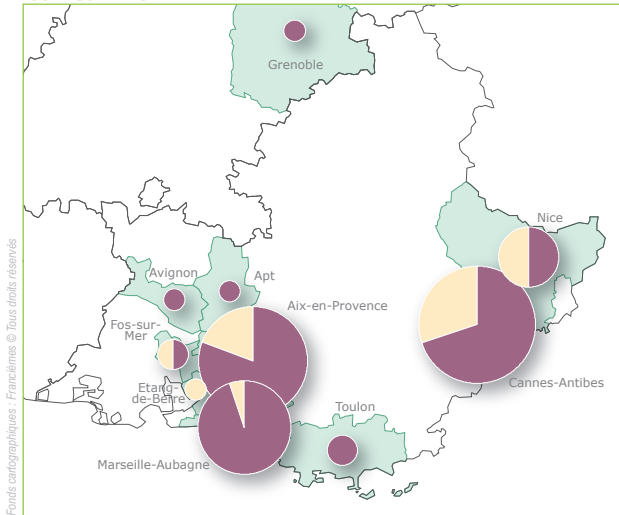 Grenoble
Nice
Avignon
Apt
Aix-en-Provence
Fos-sur-
Mer
Etang-
de-Berre
Cannes-Antibes
Toulon
Marseille-Aubagne
Fonds cartographiques : Francièmes © Tous droits réservés